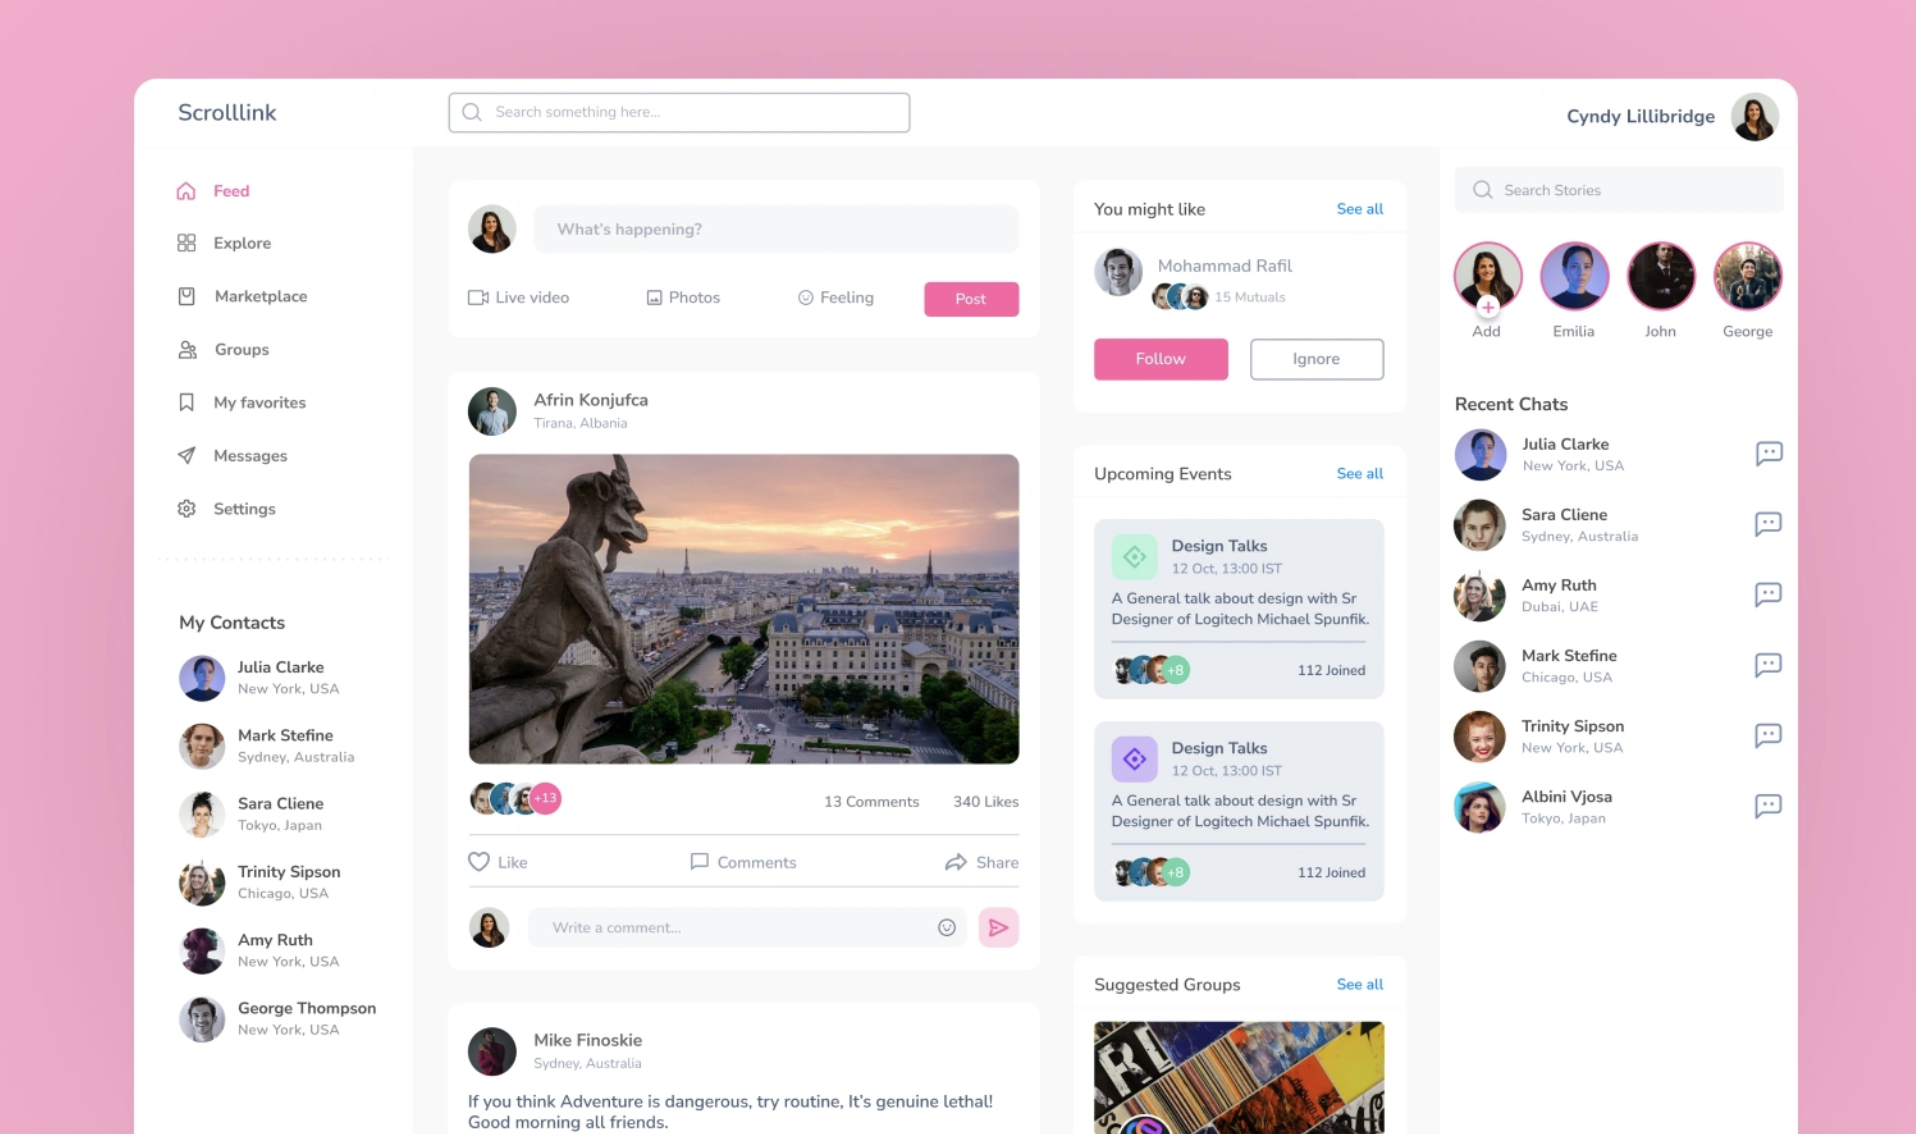 Scrolllink
Search something here...
Cyndy Lillibridge
Feed
Explore
Marketplace
Groups
My favorites
Messages
Settings
My Contacts
Julia Clarke
New York, USA
Mark Stefine
Sydney, Australia
Sara Cliene
Tokyo, Japan
Trinity Sipson
Chicago, USA
Amy Ruth
New York, USA
George Thompson
New York, USA
What's happening?
Live video
Photos
Feeling
Post
Afrin Konjufca
Tirana, Albania
+13
13 Comments
340 Likes
Like
Comments
Share
Write a comment...
Mike Finoskie
Sydney, Australia
If you think Adventure is dangerous, try routine, It's genuine lethal!
Good morning all friends.
You might like
See all
Mohammad Rafil
15 Mutuals
Follow
Ignore
Upcoming Events
See all
Design Talks
12 Oct, 13:00 IST
A General talk about design with Sr
Designer of Logitech Michael Spunfik.
+8
112 Joined
Design Talks
12 Oct, 13:00 IST
A General talk about design with Sr
Designer of Logitech Michael Spunfik.
+8
112 Joined
Suggested Groups
See all
Search Stories
Add
Emilia
John
George
Recent Chats
Julia Clarke
New York, USA
Sara Cliene
Sydney, Australia
Amy Ruth
Dubai, UAE
Mark Stefine
Chicago, USA
Trinity Sipson
New York, USA
Albini Vjosa
Tokyo, Japan